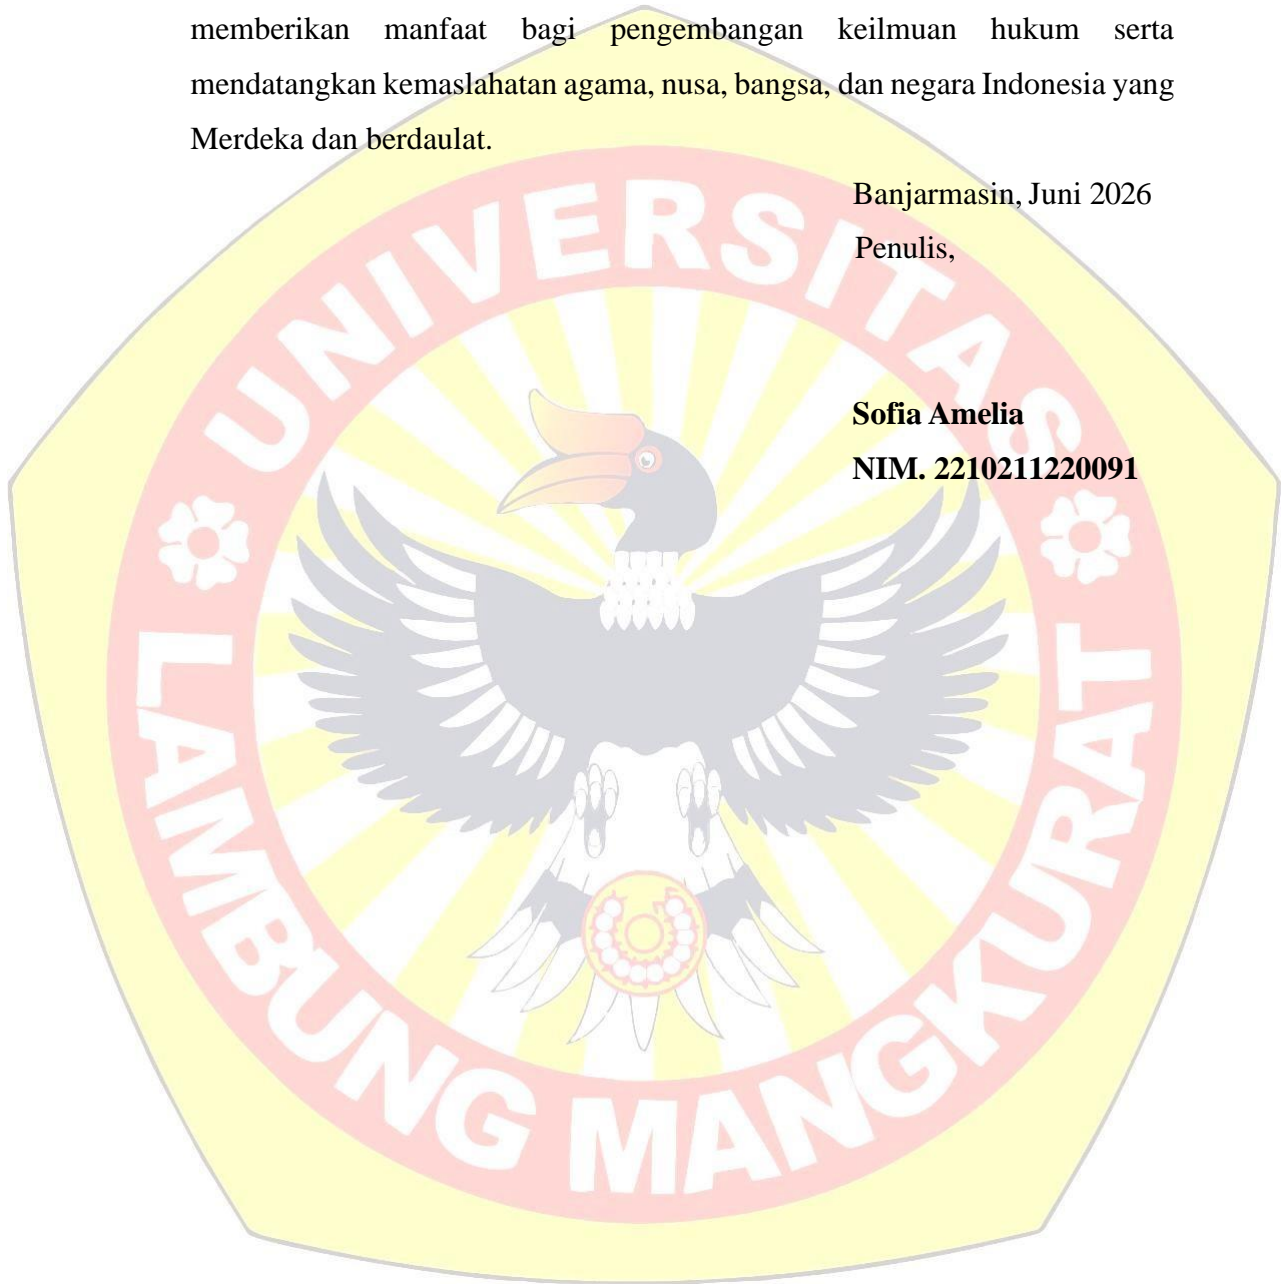 memberikan manfaat bagi pengembangan keilmuan hukum serta
mendatangkan kemaslahatan agama, nusa, bangsa, dan negara Indonesia yang
Merdeka dan berdaulat.
Banjarmasin, Juni 2026
Penulis,
Sofia Amelia
NIM. 2210211220091
UNIVERSITAS
LAMBUNG MANGKURAT